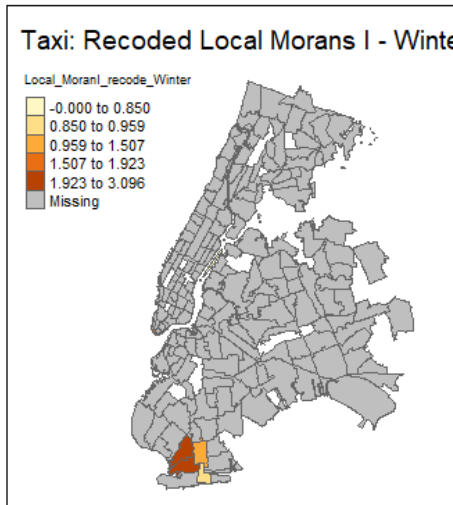 Taxi: Recoded Local Morans I - Winte
Local_MoranI_recode_Winter
-0.000 to 0.850
0.850 to 0.959
0.959 to 1.507
1.507 to 1.923
1.923 to 3.096
Missing